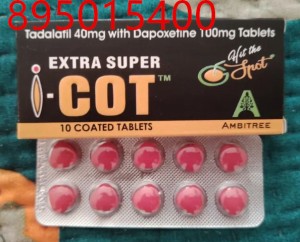 895015400
Tadalafil 40mg with Dapoxetine 100mg Tablets
EXTRA SUPER
i-COT™
Hit the
Spot
10 COATED TABLETS
A
AMBITREE